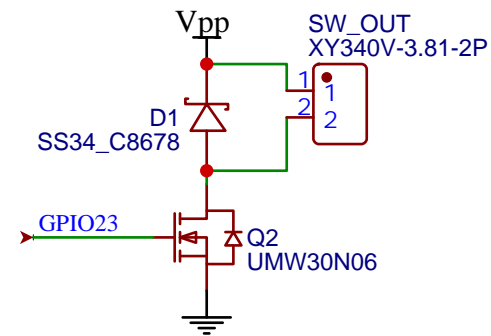 Vpp
SW_OUT
XY340V-3.81-2P
1
1
2
2
D1
SS34_C8678
GPIO23
Q2
UMW30N06